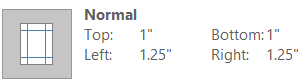 Normal
Top: 1" Bottom: 1"
Left: 1.25" Right: 1.25"